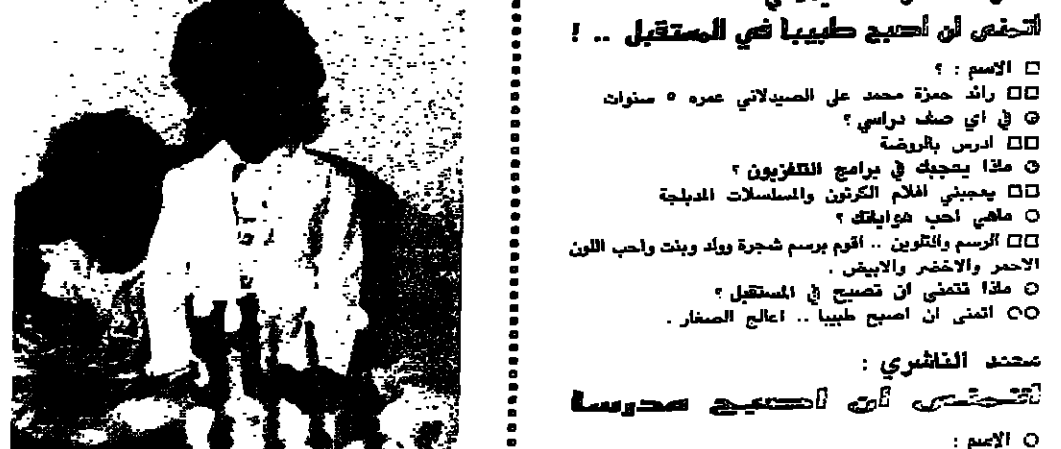 اتمنى ان اصبح طبيبا في المستقبل .. !
□ الاسم : ؟
□□ رائد حمزة محمد علي الصيدلاني عمره ٥ سنوات
○ في اي صف دراسي ؟
□□ ادرس بالروضة
○ ماذا يعجبك في برامج التلفزيون ؟
□□ يعجبني افلام الكرتون والمسلسلات المدبلجة
○ ماهي احب هواياتك ؟
□□ الرسم والتلوين .. اقوم برسم شجرة وولد وبنت واحب اللون
الاحمر والاخضر والابيض .
○ ماذا تتمنى ان تصبح في المستقبل ؟
○○ اتمنى ان اصبح طبيبا .. اعالج الصغار .
محمد الناشري :
اتمنى ان اصبح مدرسا
○ الاسم :